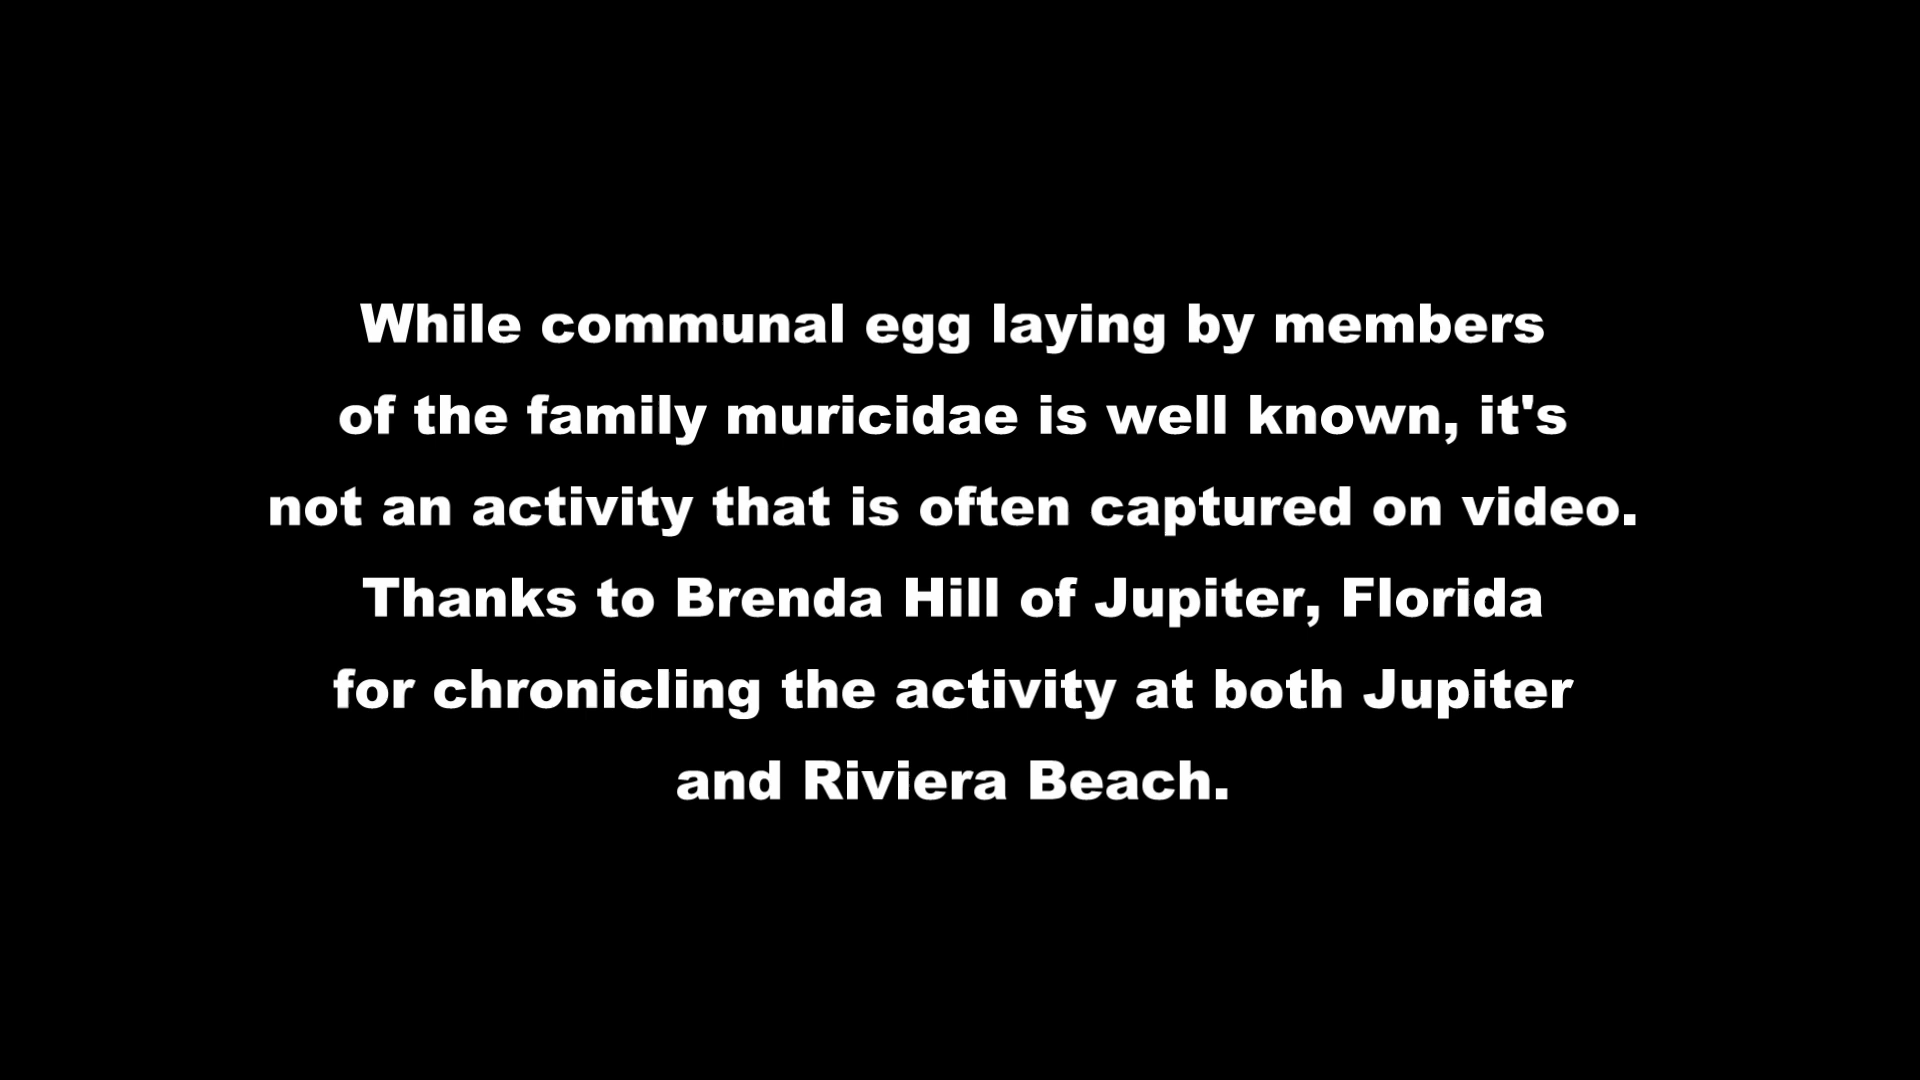 While communal egg laying by members
of the family muricidae is well known, it's
not an activity that is often captured on video.
Thanks to Brenda Hill of Jupiter, Florida
for chronicling the activity at both Jupiter
and Riviera Beach.